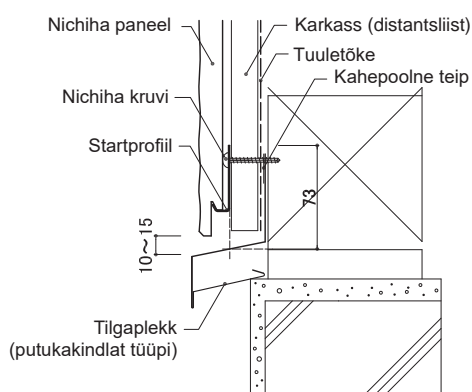 Nichiha paneel
Karkass (distantsliist)
Tuuletõke
Kahepoolne teip
Nichiha kruvi
Startprofiil
73
10～15
Tilgaplekk
(putukakindlat tüüpi)